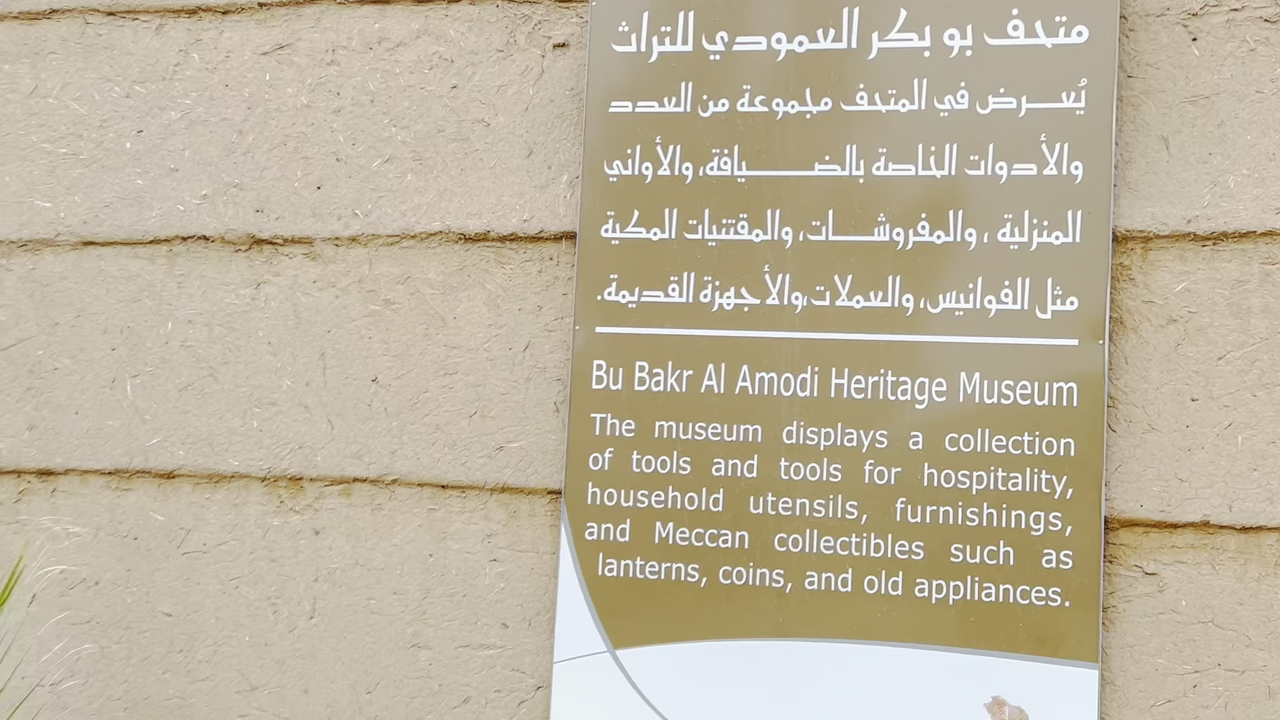 متحف بو بكر العمودي للتراث
يُعرض في المتحف مجموعة من العدد
والأدوات الخاصة بالضيافة، والأواني
المنزلية ، والمفروشات، والمقتنيات المكية
مثل الفوانيس، والعملات،والأجهزة القديمة.
Bu Bakr Al Amodi Heritage Museum
The museum displays a collection
of tools and tools for hospitality,
household utensils, furnishings,
and Meccan collectibles such as
lanterns, coins, and old appliances.